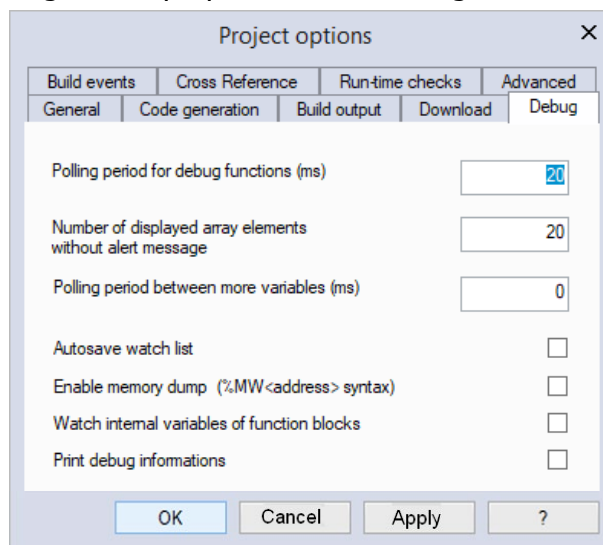 Project options
Build events Cross Reference Run-time checks Advanced
General Code generation Build output Download Debug
Polling period for debug functions (ms) 20
Number of displayed array elements
without alert message 20
Polling period between more variables (ms) 0
Autosave watch list
Enable memory dump (%MW<address> syntax)
Watch internal variables of function blocks
Print debug informations
OK Cancel Apply ?